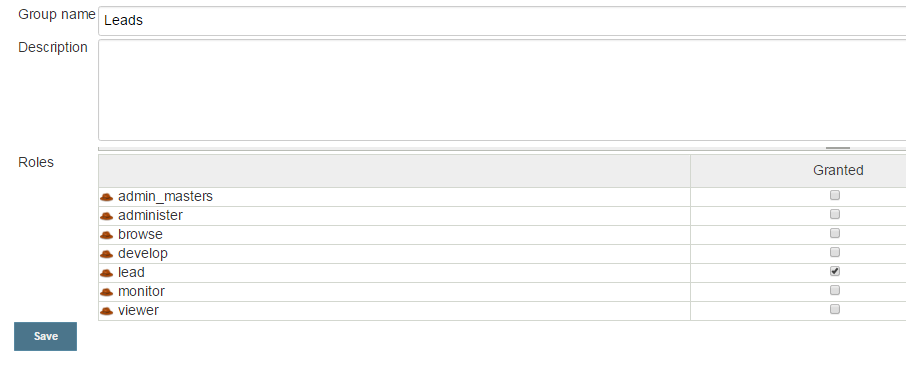 Group name Leads
Description
Roles
Granted
admin_masters
administer
browse
develop
lead
monitor
viewer
Save